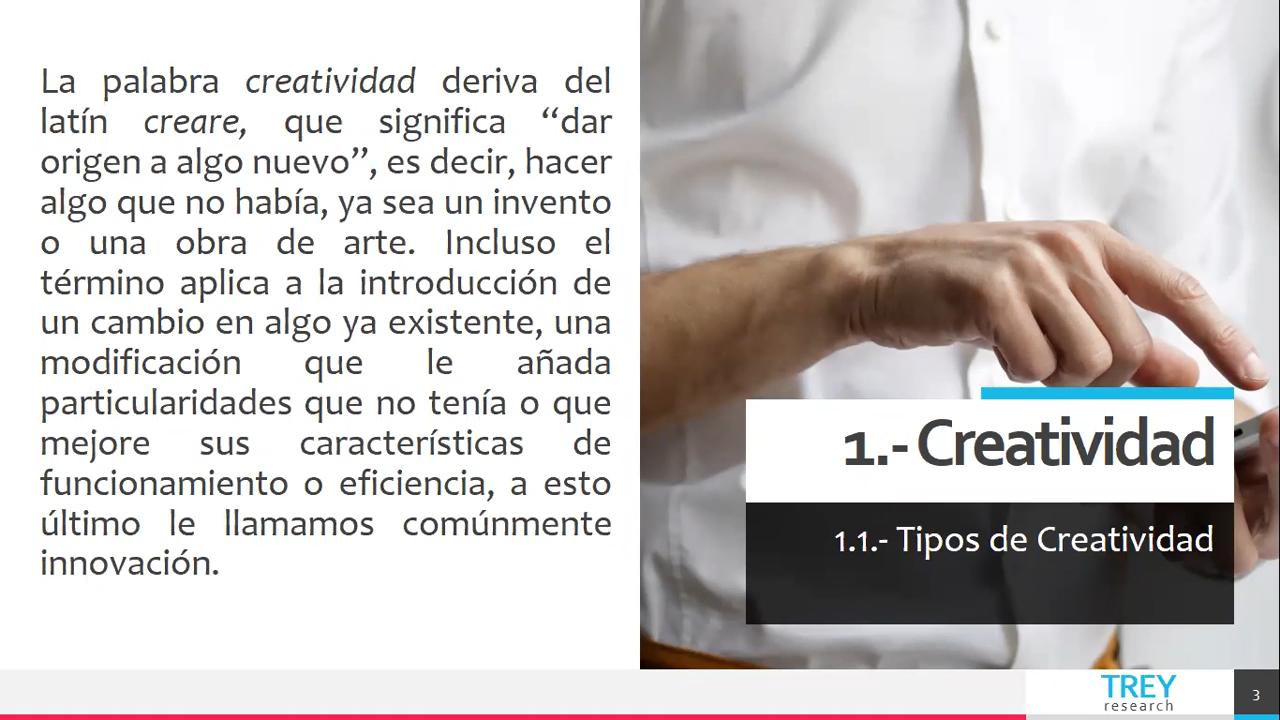 La palabra creatividad deriva del
latín creare, que significa “dar
origen a algo nuevo”, es decir, hacer
algo que no había, ya sea un invento
o una obra de arte. Incluso el
término aplica a la introducción de
un cambio en algo ya existente, una
modificación que le añada
particularidades que no tenía o que
mejore sus características de
funcionamiento o eficiencia, a esto
último le llamamos comúnmente
innovación.
1.- Creatividad
1.1.- Tipos de Creatividad
TREY
research
3